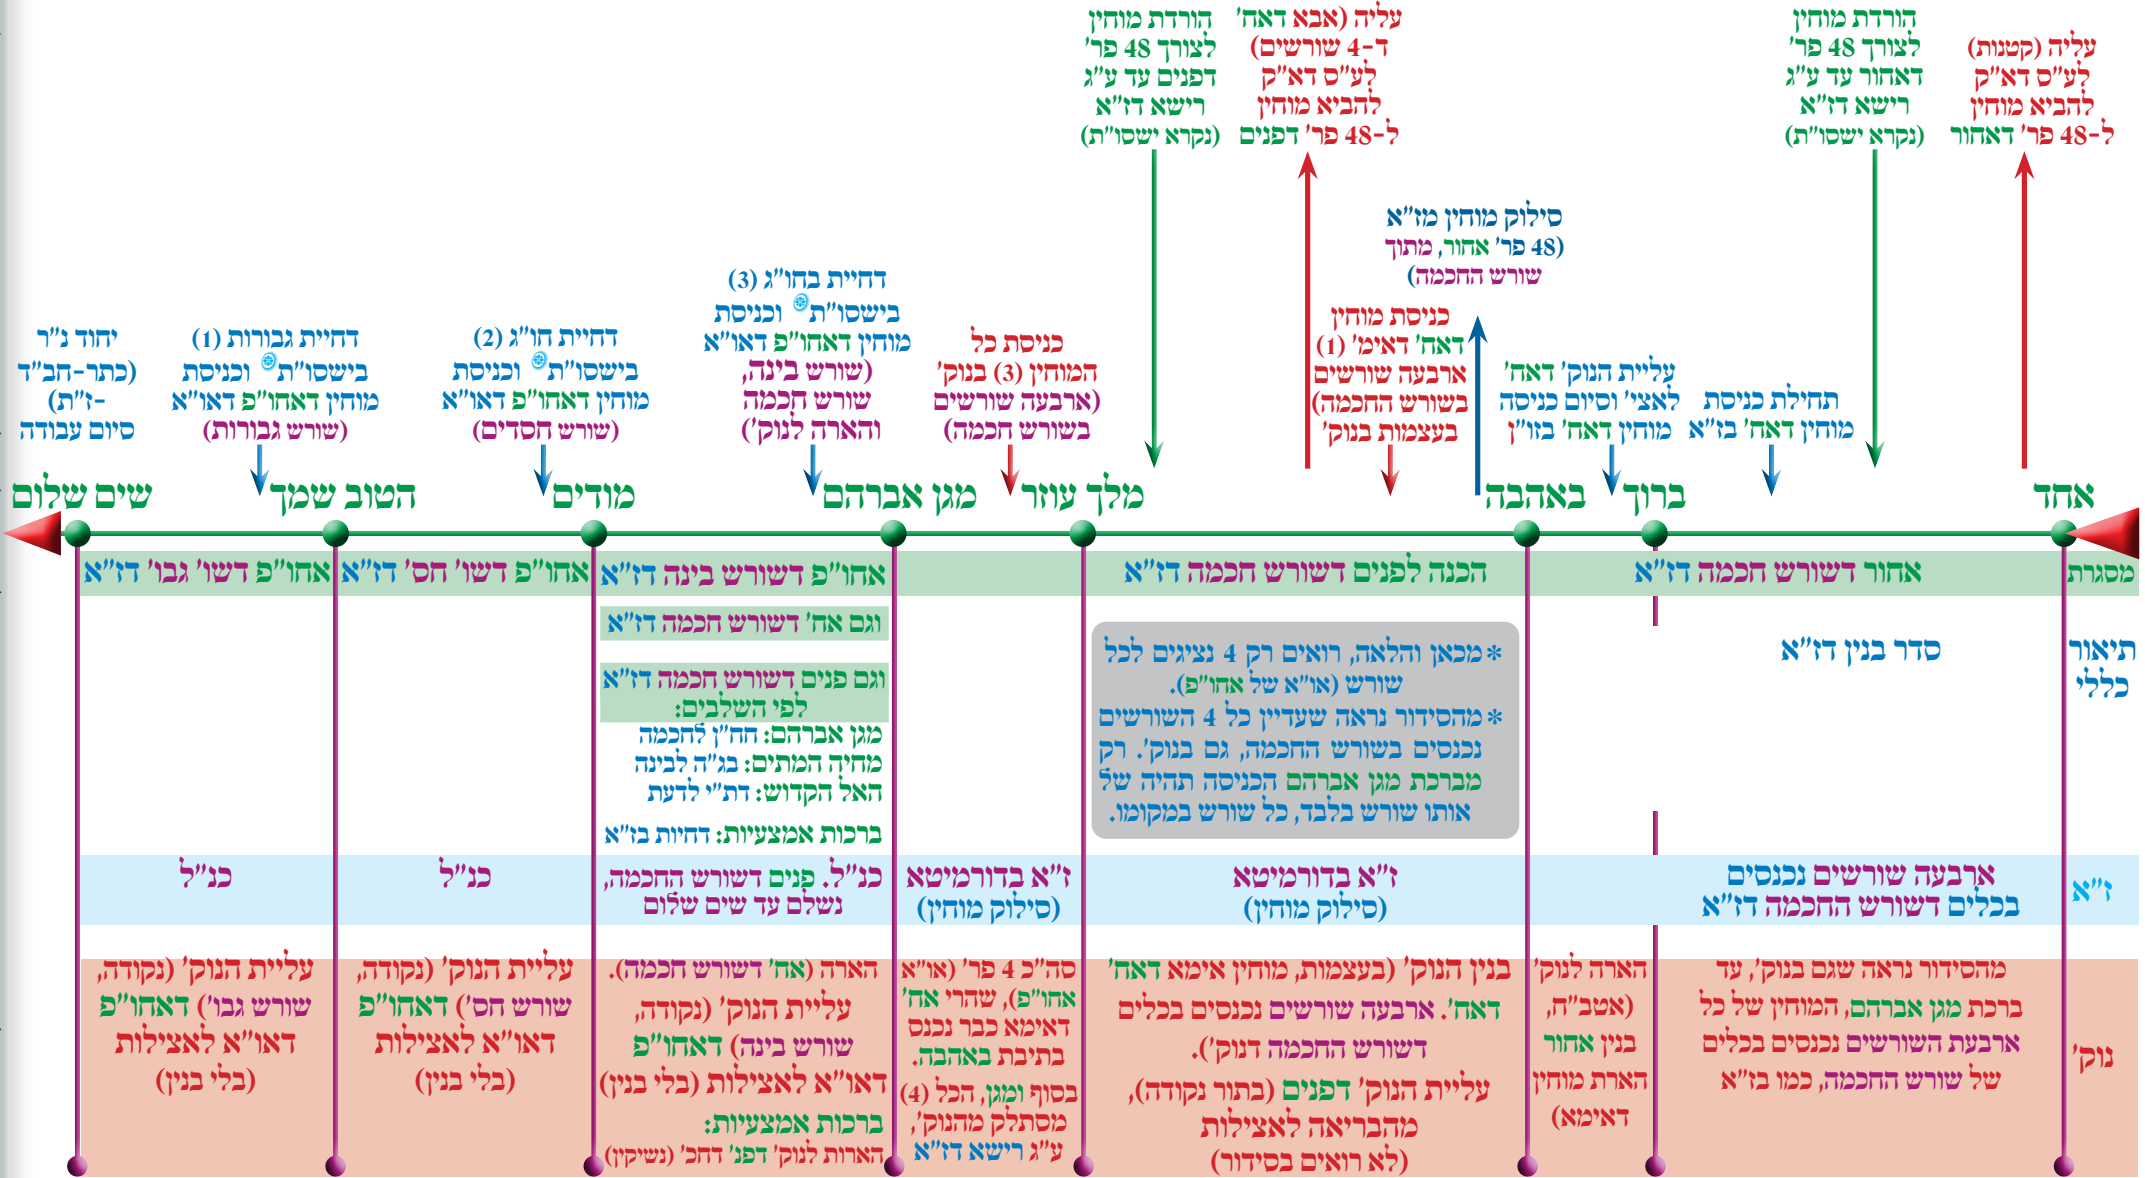 עליה (קטנות)
לע"ס דא"ק
להביא מוחין
ל-48 פר' דאחור
הורדת מוחין
לצורך 48 פר'
דאחור עד ע"ג
רישא דז"א
(נקרא ישסו"ת)
עליה (אבא דאח'
ד-4 שורשים)
לע"ס דא"ק
להביא מוחין
ל-48 פר' דפנים
הורדת מוחין
לצורך 48 פר'
דפנים עד ע"ג
רישא דז"א
(נקרא ישסו"ת)
תחילת כניסת
מוחין דאח' בז"א
עליית הנוק' דאח'
לאצי' וסיום כניסה
מוחין דאח' בזו"ן
סילוק מוחין מז"א
(48 פר' אחור, מתוך
שורש החכמה)
כניסת מוחין
דאח' דאימ' (1)
ארבעה שורשים
בשורש החכמה)
בעצמות בנוק'
כניסת כל
המוחין (3) בנוק'
(ארבעה שורשים
בשורש חכמה)
דחיית בחו"ג (3)
בישסו"ת וכניסת
מוחין דאחו"פ דאו"א
(שורש בינה,
שורש חכמה
והארה לנוק')
דחיית חו"ג (2)
בישסו"ת וכניסת
מוחין דאחו"פ דאו"א
(שורש חסדים)
דחיית גבורות (1)
בישסו"ת וכניסת
מוחין דאחו"פ דאו"א
(שורש גבורות)
יחוד נ"ר
(כתר-חב"ד
-ז"ת)
סיום עבודה
אחד
ברוך
באהבה
מלך עוזר
מגן אברהם
מודים
הטוב שמך
שים שלום
מסגרת
אחור דשורש חכמה דז"א
הכנה לפנים דשורש חכמה דז"א
אחו"פ דשורש בינה דז"א
אחו"פ דשו' חס' דז"א
אחו"פ דשו' גבו' דז"א
וגם אח' דשורש חכמה דז"א
וגם פנים דשורש חכמה דז"א
לפי השלבים:
מגן אברהם: חח"ן לחכמה
מחיה המתים: בג"ה לבינה
האל הקדוש: דת"י לדעת
ברכות אמצעיות: דחיות בז"א
תיאור
כללי
סדר בנין דז"א
*מכאן והלאה, רואים רק 4 נציגים לכל
שורש (או"א של אחו"פ).
*מהסידור נראה שעדיין כל 4 השורשים
נכנסים בשורש החכמה, גם בנוק'. רק
מברכת מגן אברהם הכניסה תהיה של
אותו שורש בלבד, כל שורש במקומו.
ז"א
ארבעה שורשים נכנסים
בכלים דשורש החכמה דז"א
ז"א בדורמיטא
(סילוק מוחין)
ז"א בדורמיטא
(סילוק מוחין)
כנ"ל. פנים דשורש החכמה,
נשלם עד שים שלום
כנ"ל
כנ"ל
נוק'
מהסידור נראה שגם בנוק', עד
ברכת מגן אברהם, המוחין של כל
ארבעת השורשים נכנסים בכלים
של שורש החכמה, כמו בז"א
הארה לנוק'
(אטב"ח,
בנין אחור
הארת מוחין
דאימא)
בנין הנוק' (בעצמות, מוחין אימא דאח'
דאח'. ארבעה שורשים נכנסים בכלים
דשורש החכמה דנוק').
עליית הנוק' דפנים (בתור נקודה),
מהבריאה לאצילות
(לא רואים בסידור)
סה"כ 4 פר' (או"א
אחו"פ), שהרי אח'
דאימא כבר נכנס
בתיבת באהבה.
בסוף ומגן, הכל (4)
מסתלק מהנוק',
ע"ג רישא דז"א
הארה (אח' דשורש חכמה).
עליית הנוק' (נקודה,
שורש בינה) דאחו"פ
דאו"א לאצילות (בלי בנין)
ברכות אמצעיות:
הארות לנוק' דפנ' דחכ' (נשיקין)
עליית הנוק' (נקודה,
שורש חס') דאחו"פ
דאו"א לאצילות
(בלי בנין)
עליית הנוק' (נקודה,
שורש גבו') דאחו"פ
דאו"א לאצילות
(בלי בנין)